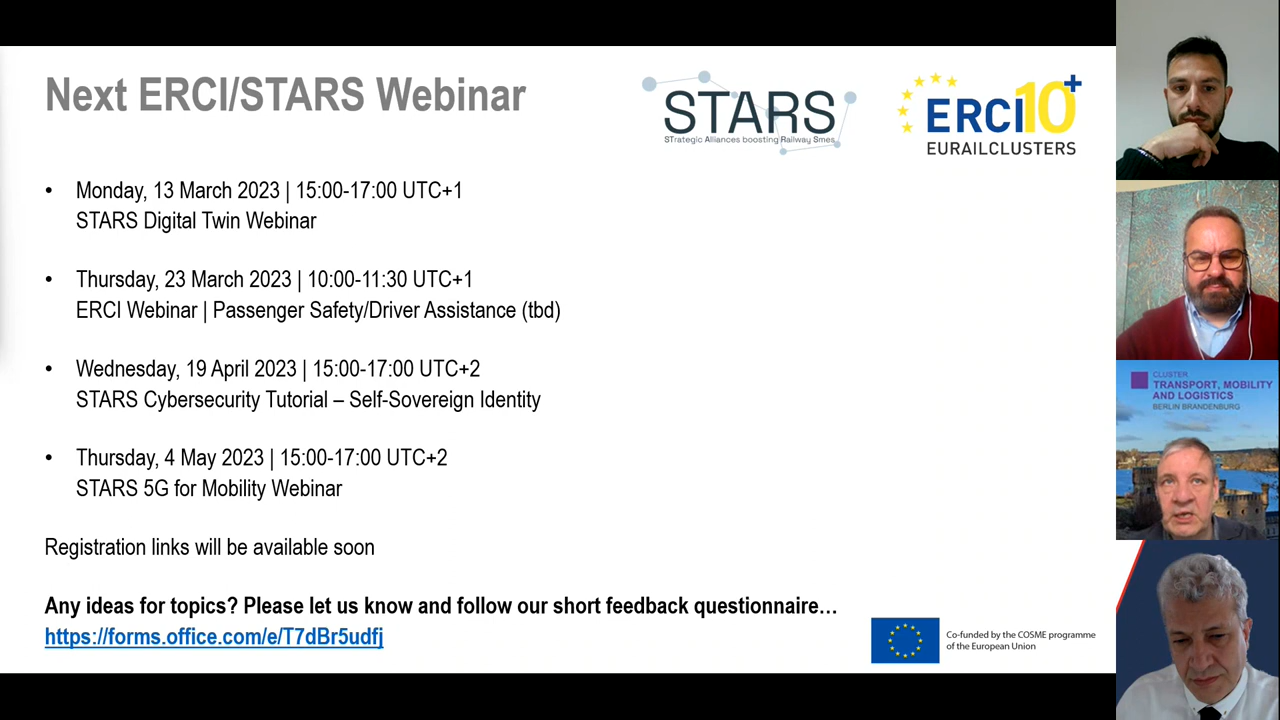 Next ERCI/STARS Webinar
STARS
STrategic Alliances boosting Railway Smes
ERCI10+
EURAILCLUSTERS
• Monday, 13 March 2023 | 15:00-17:00 UTC+1
STARS Digital Twin Webinar
• Thursday, 23 March 2023 | 10:00-11:30 UTC+1
ERCI Webinar | Passenger Safety/Driver Assistance (tbd)
• Wednesday, 19 April 2023 | 15:00-17:00 UTC+2
STARS Cybersecurity Tutorial – Self-Sovereign Identity
• Thursday, 4 May 2023 | 15:00-17:00 UTC+2
STARS 5G for Mobility Webinar
Registration links will be available soon
Any ideas for topics? Please let us know and follow our short feedback questionnaire…
https://forms.office.com/e/T7dBr5udfj
Co-funded by the COSME programme
of the European Union
CLUSTER
TRANSPORT, MOBILITY
AND LOGISTICS
BERLIN BRANDENBURG